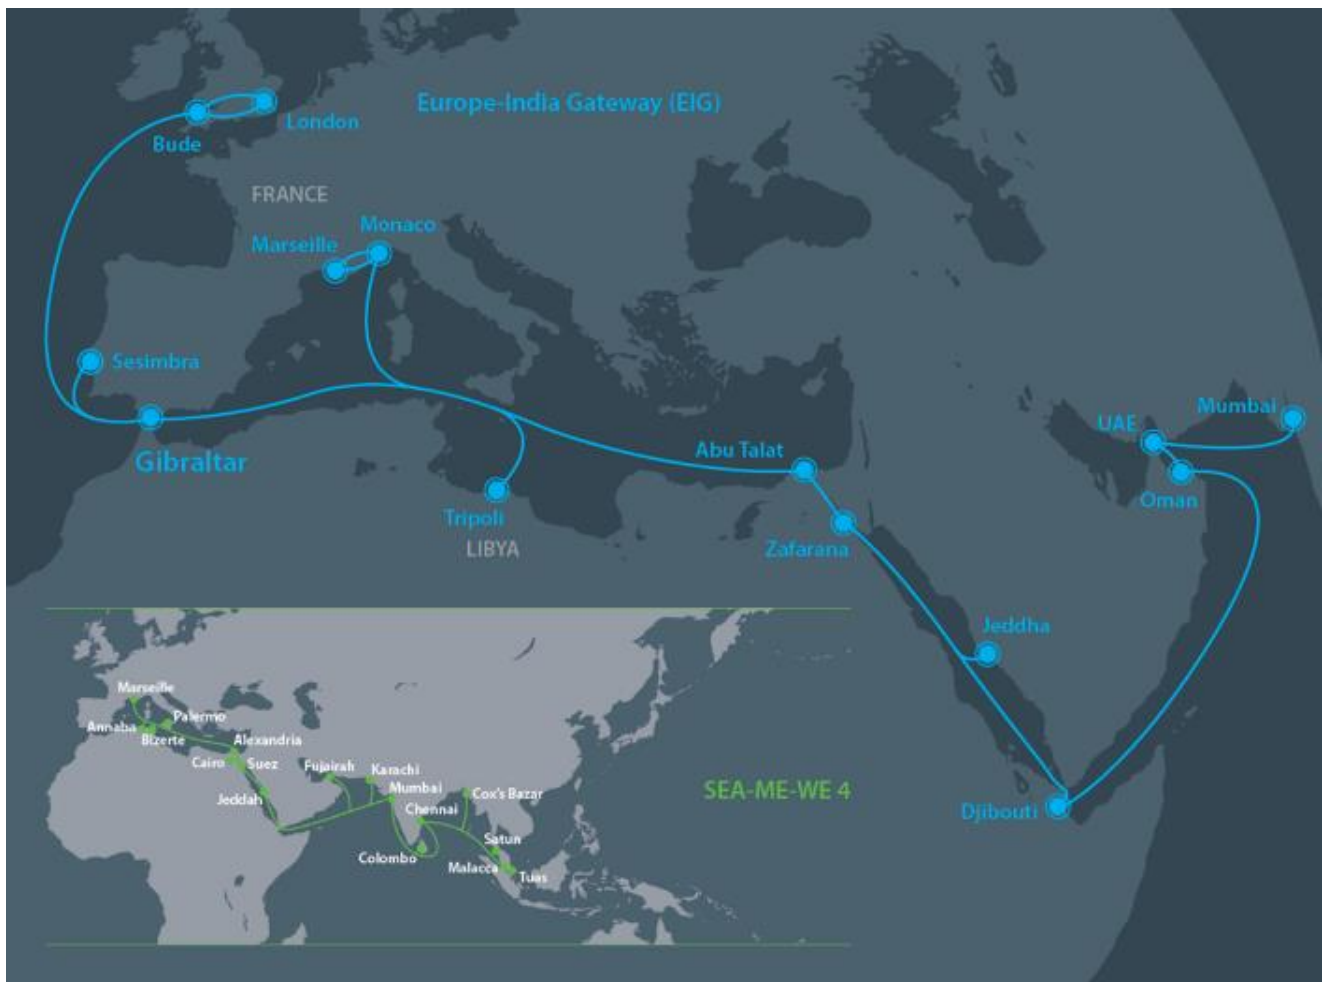 Europe-India Gateway (EIG)
London
Bude
FRANCE
Monaco
Marseille
Sesimbra
Gibraltar
Tripoli
LIBYA
Abu Talat
Zafarana
UAE
Mumbai
Oman
Jeddha
Djibouti
SEA-ME-WE 4
Marseille
Palermo
Annaba
Bizerte
Alexandria
Cairo
Suez
Fujairah
Karachi
Mumbai
Jeddah
Chennai
Cox's Bazar
Satun
Colombo
Malacca
Tuas